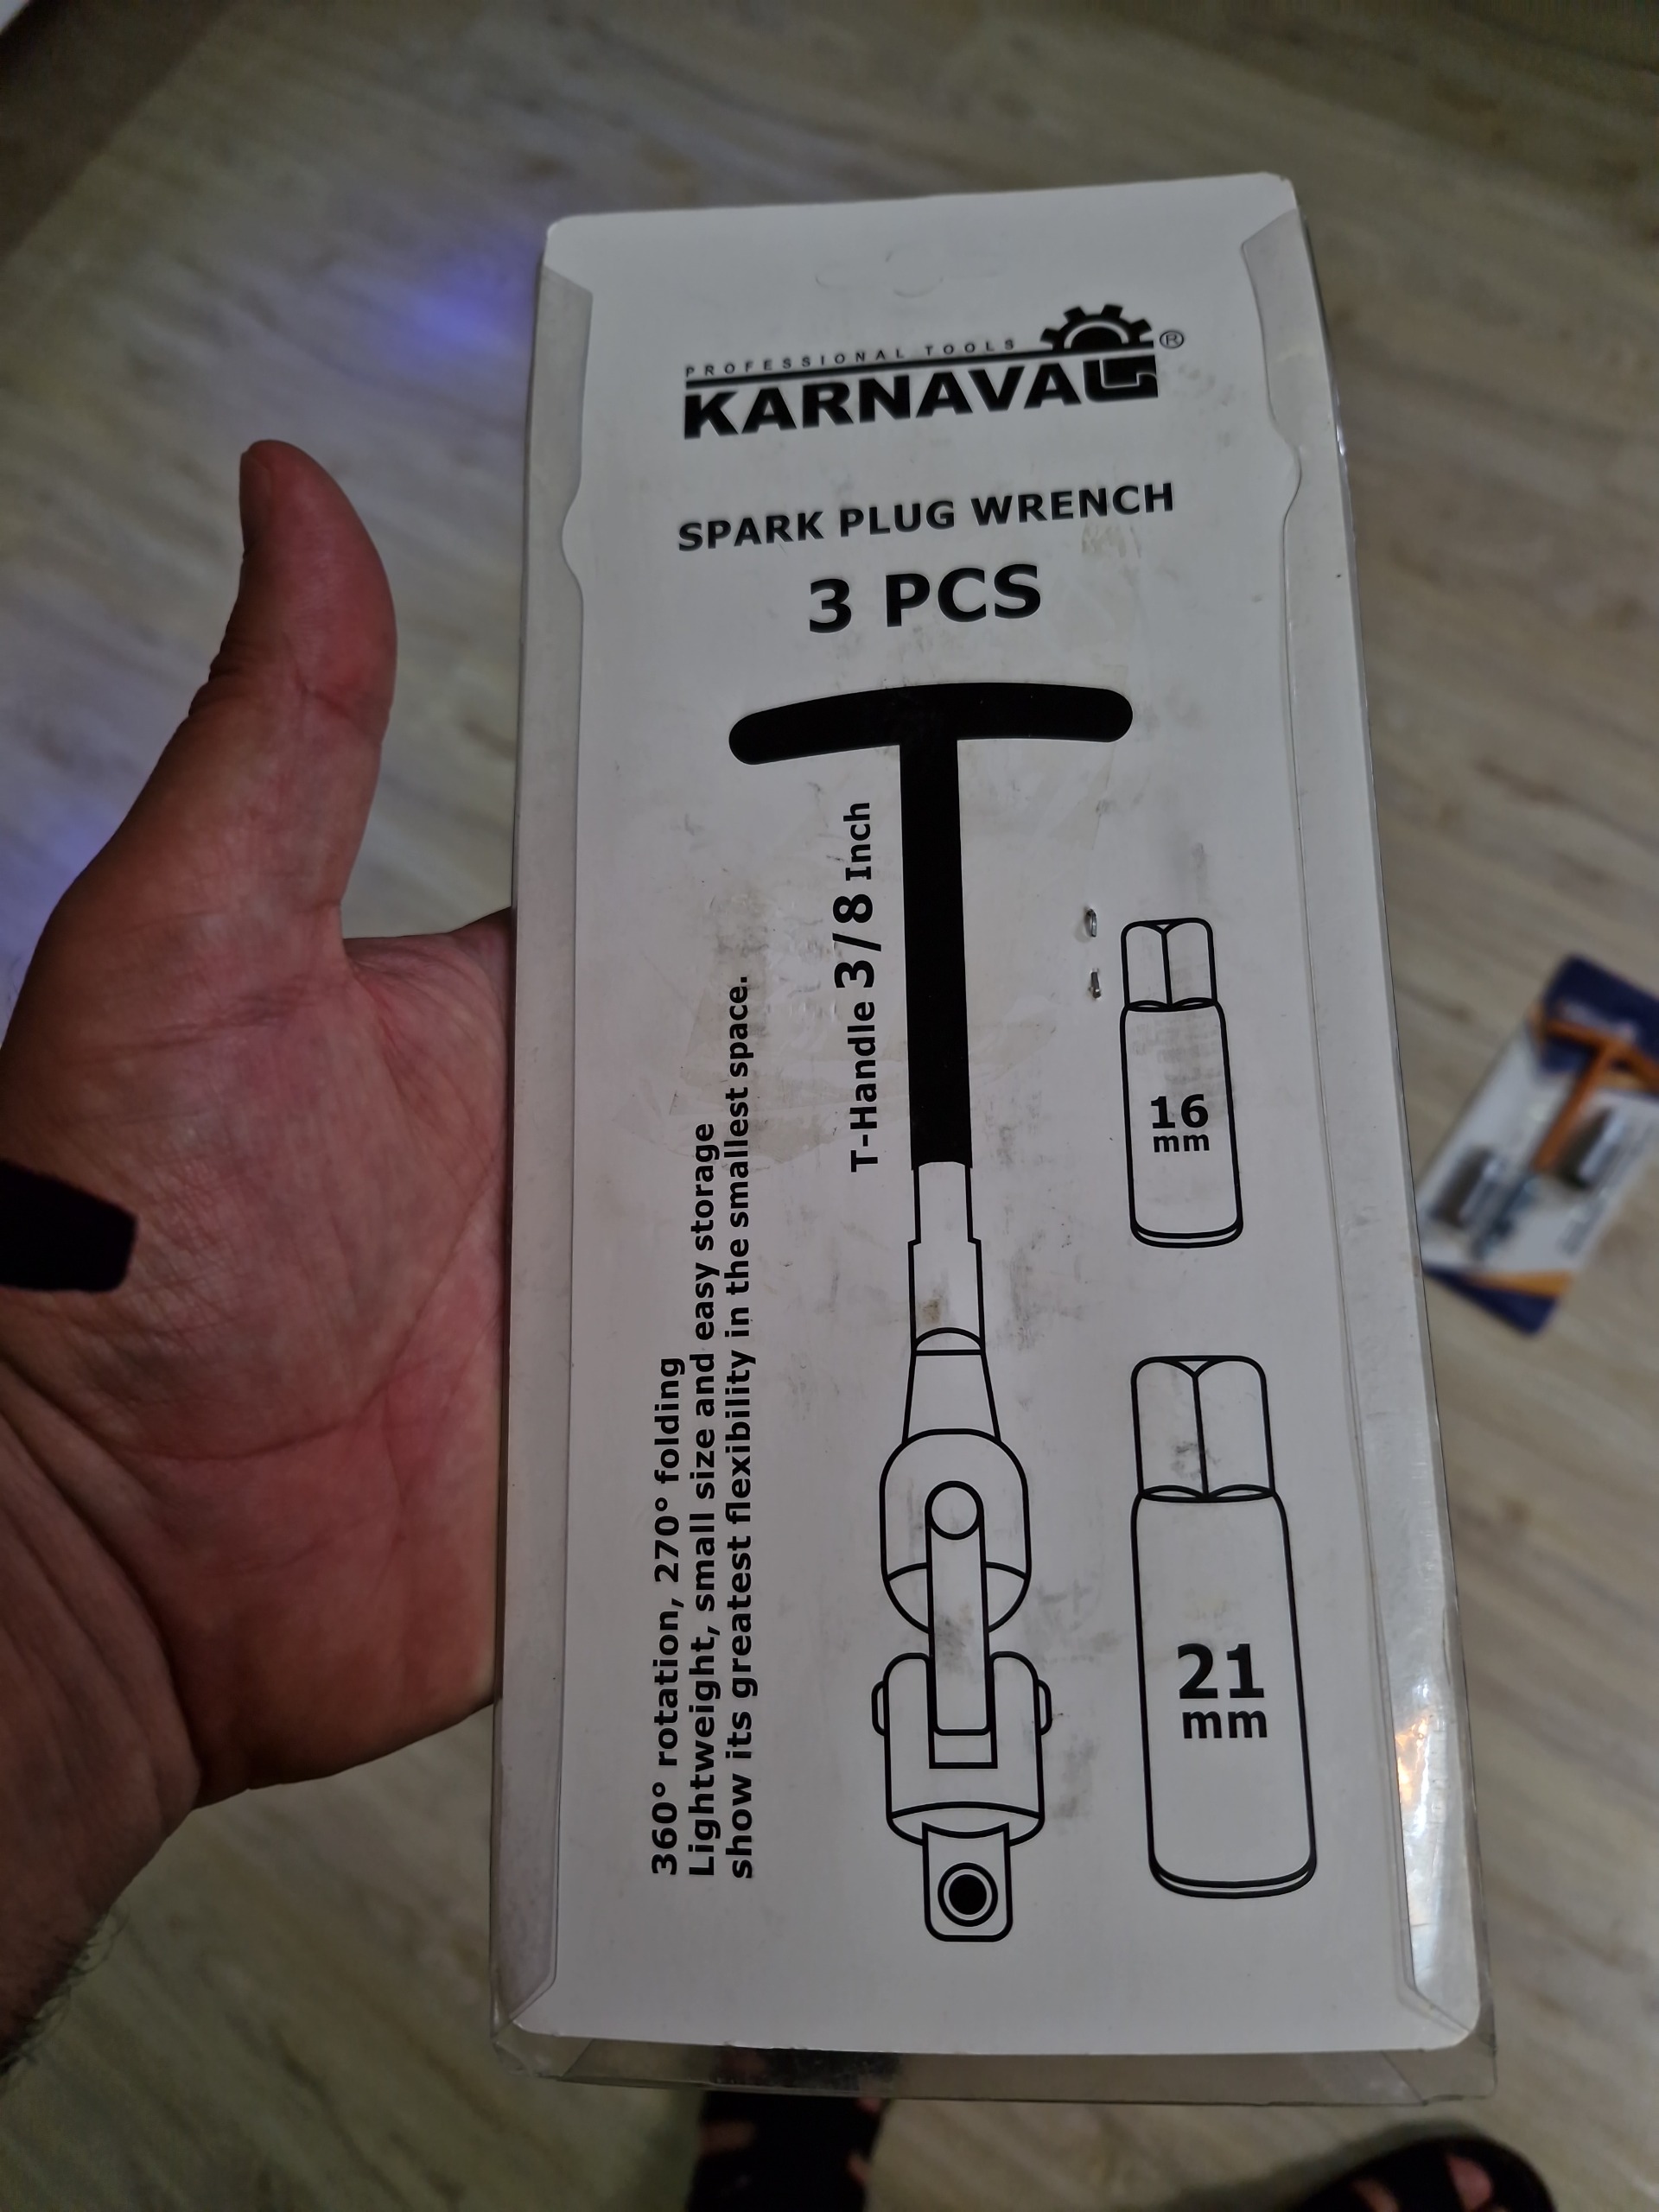 PROFESSIONAL TOOLS
KARNAVAL ®
SPARK PLUG WRENCH
3 PCS
T-Handle 3/8 Inch
360° rotation, 270° folding
Lightweight, small size and easy storage
show its greatest flexibility in the smallest space.
16
mm
21
mm